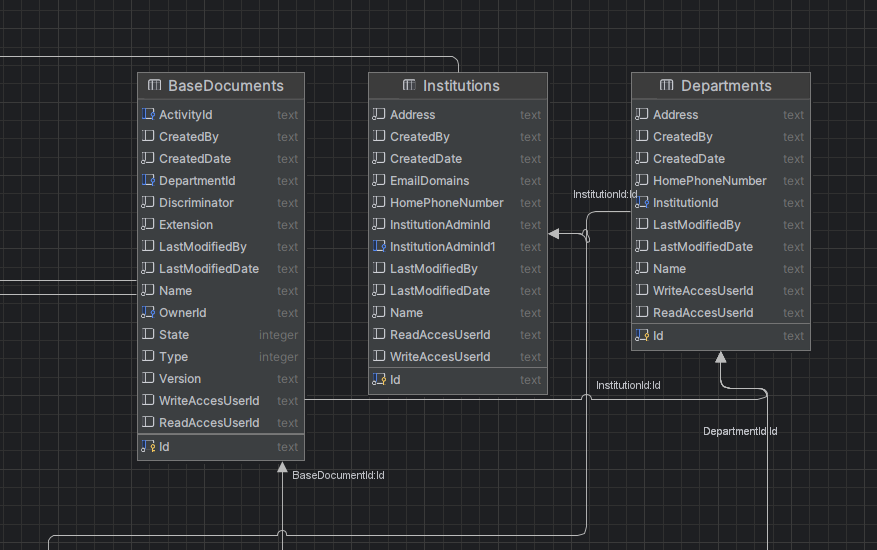 BaseDocuments
ActivityId text
CreatedBy text
CreatedDate text
DepartmentId text
Discriminator text
Extension text
LastModifiedBy text
LastModifiedDate text
Name text
OwnerId text
State integer
Type integer
Version text
WriteAccesUserId text
ReadAccesUserId text
Id text
Institutions
Address text
CreatedBy text
CreatedDate text
EmailDomains text
HomePhoneNumber text
InstitutionAdminId text
InstitutionAdminId1 text
LastModifiedBy text
LastModifiedDate text
Name text
ReadAccesUserId text
WriteAccesUserId text
Id text
Departments
Address text
CreatedBy text
CreatedDate text
HomePhoneNumber text
InstitutionId text
LastModifiedBy text
LastModifiedDate text
Name text
WriteAccesUserId text
ReadAccesUserId text
Id text
InstitutionId:Id
InstitutionId:Id
DepartmentId:Id
BaseDocumentId:Id